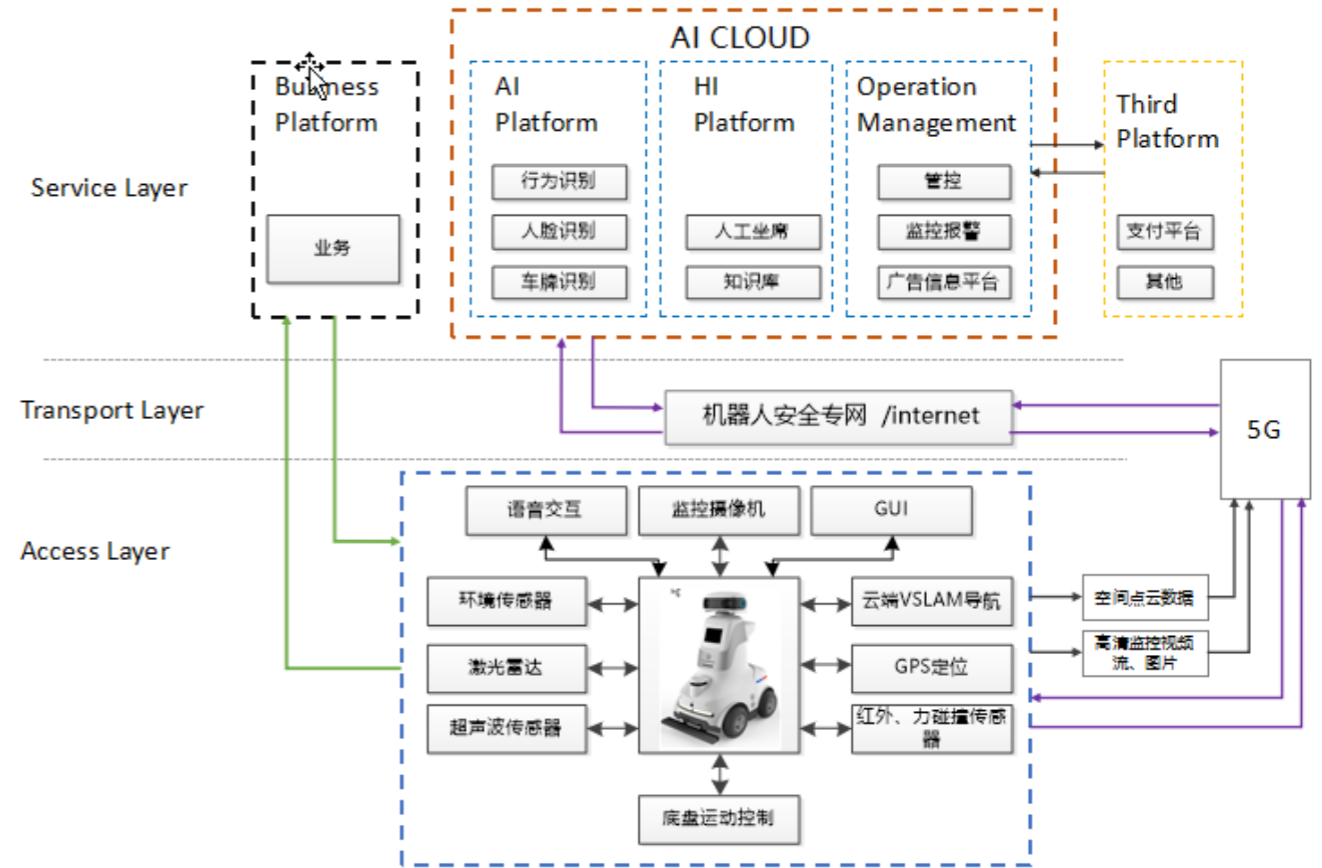 AI CLOUD
Business
Platform
AI
Platform
HI
Platform
Operation
Management
Third
Platform
Service Layer
行为识别
管控
业务
人脸识别
人工坐席
监控报警
支付平台
车牌识别
知识库
广告信息平台
其他
Transport Layer
机器人安全专网 /internet
5G
Access Layer
语音交互
监控摄像机
GUI
环境传感器
云端VSLAM导航
空间点云数据
激光雷达
GPS定位
高清监控视频
流、图片
超声波传感器
红外、力碰撞传感
器
底盘运动控制